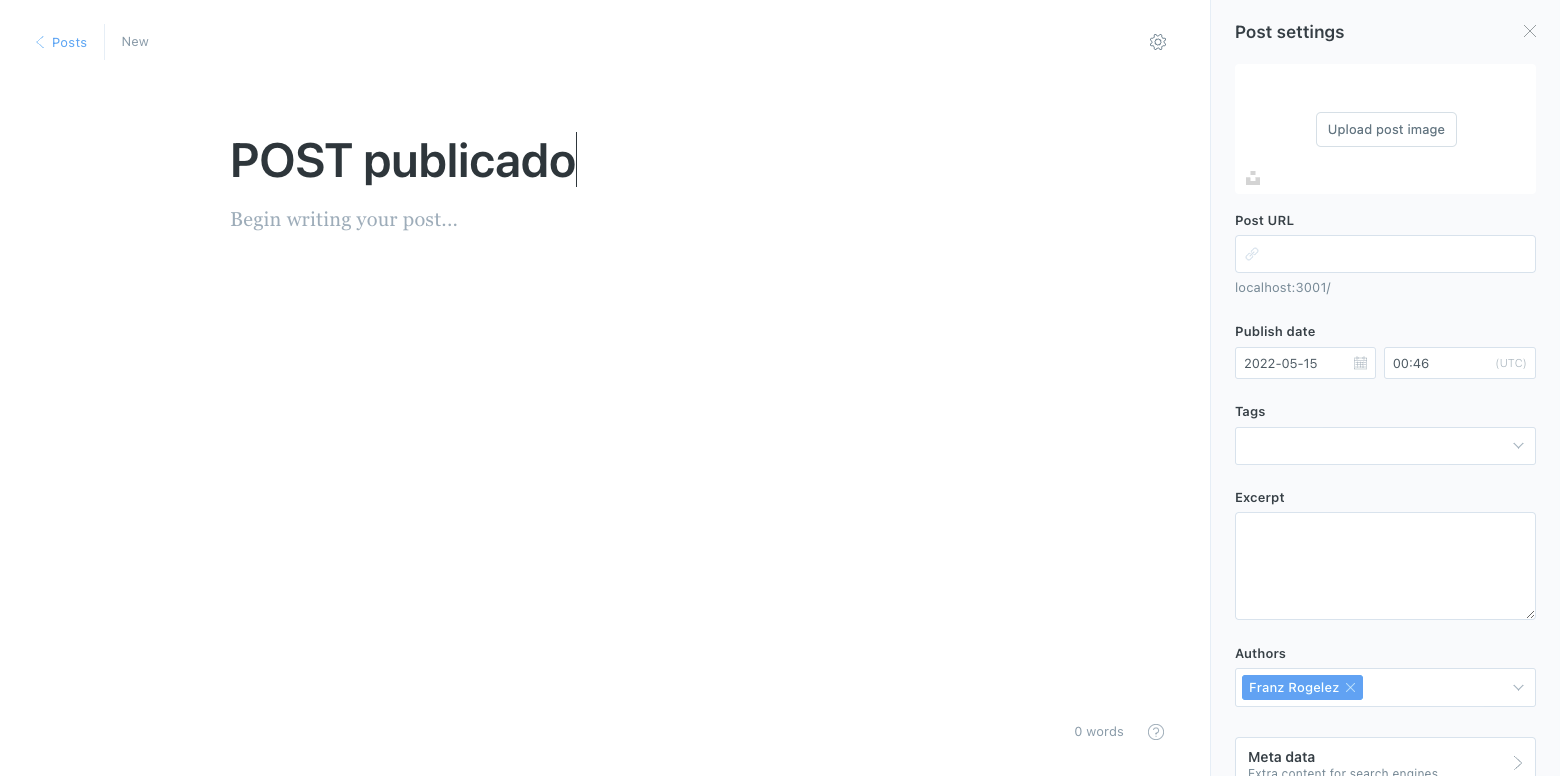 Posts
New
POST publicado
Begin writing your post...
0 words
Post settings
Upload post image
Post URL
localhost:3001/
Publish date
2022-05-15
00:46 (UTC)
Tags
Excerpt
Authors
Franz Rogelez
Meta data
Extra content for search engines